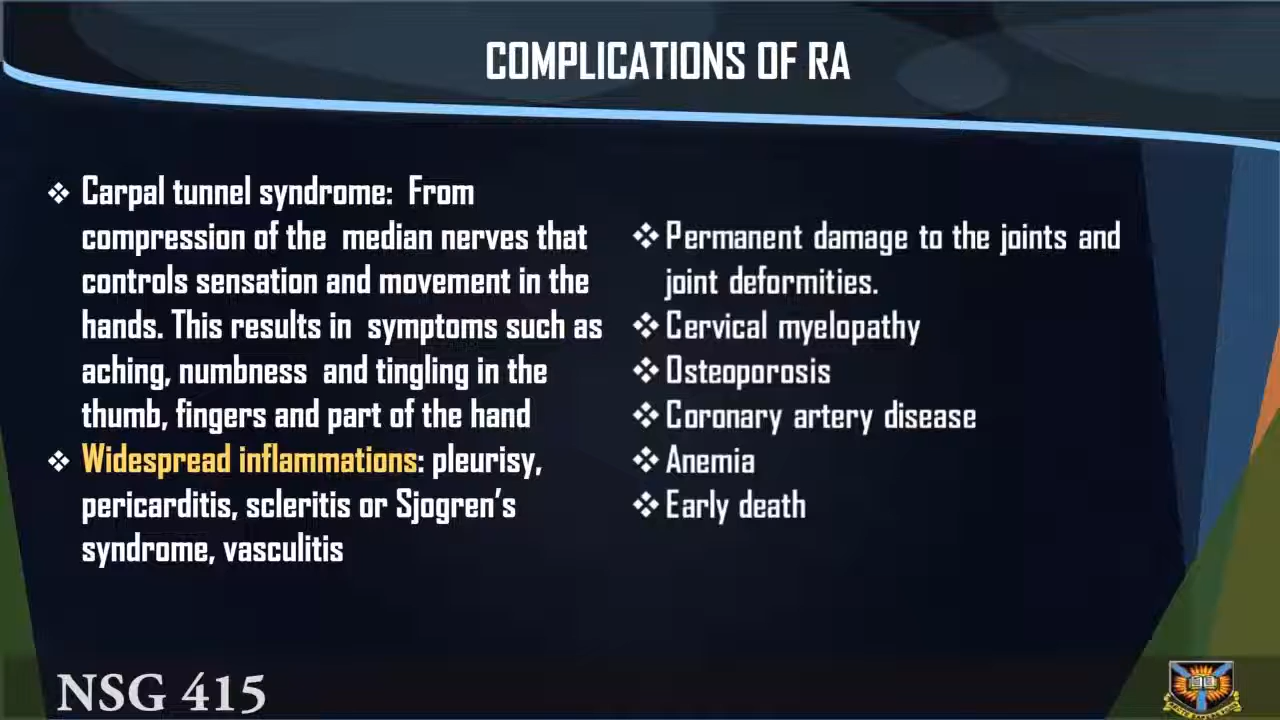 COMPLICATIONS OF RA
❖ Carpal tunnel syndrome: From
compression of the median nerves that
controls sensation and movement in the
hands. This results in symptoms such as
aching, numbness and tingling in the
thumb, fingers and part of the hand
❖ Widespread inflammations: pleurisy,
pericarditis, scleritis or Sjogren's
syndrome, vasculitis
❖ Permanent damage to the joints and
joint deformities.
❖ Cervical myelopathy
❖ Osteoporosis
❖ Coronary artery disease
❖ Anemia
❖ Early death
NSG 415